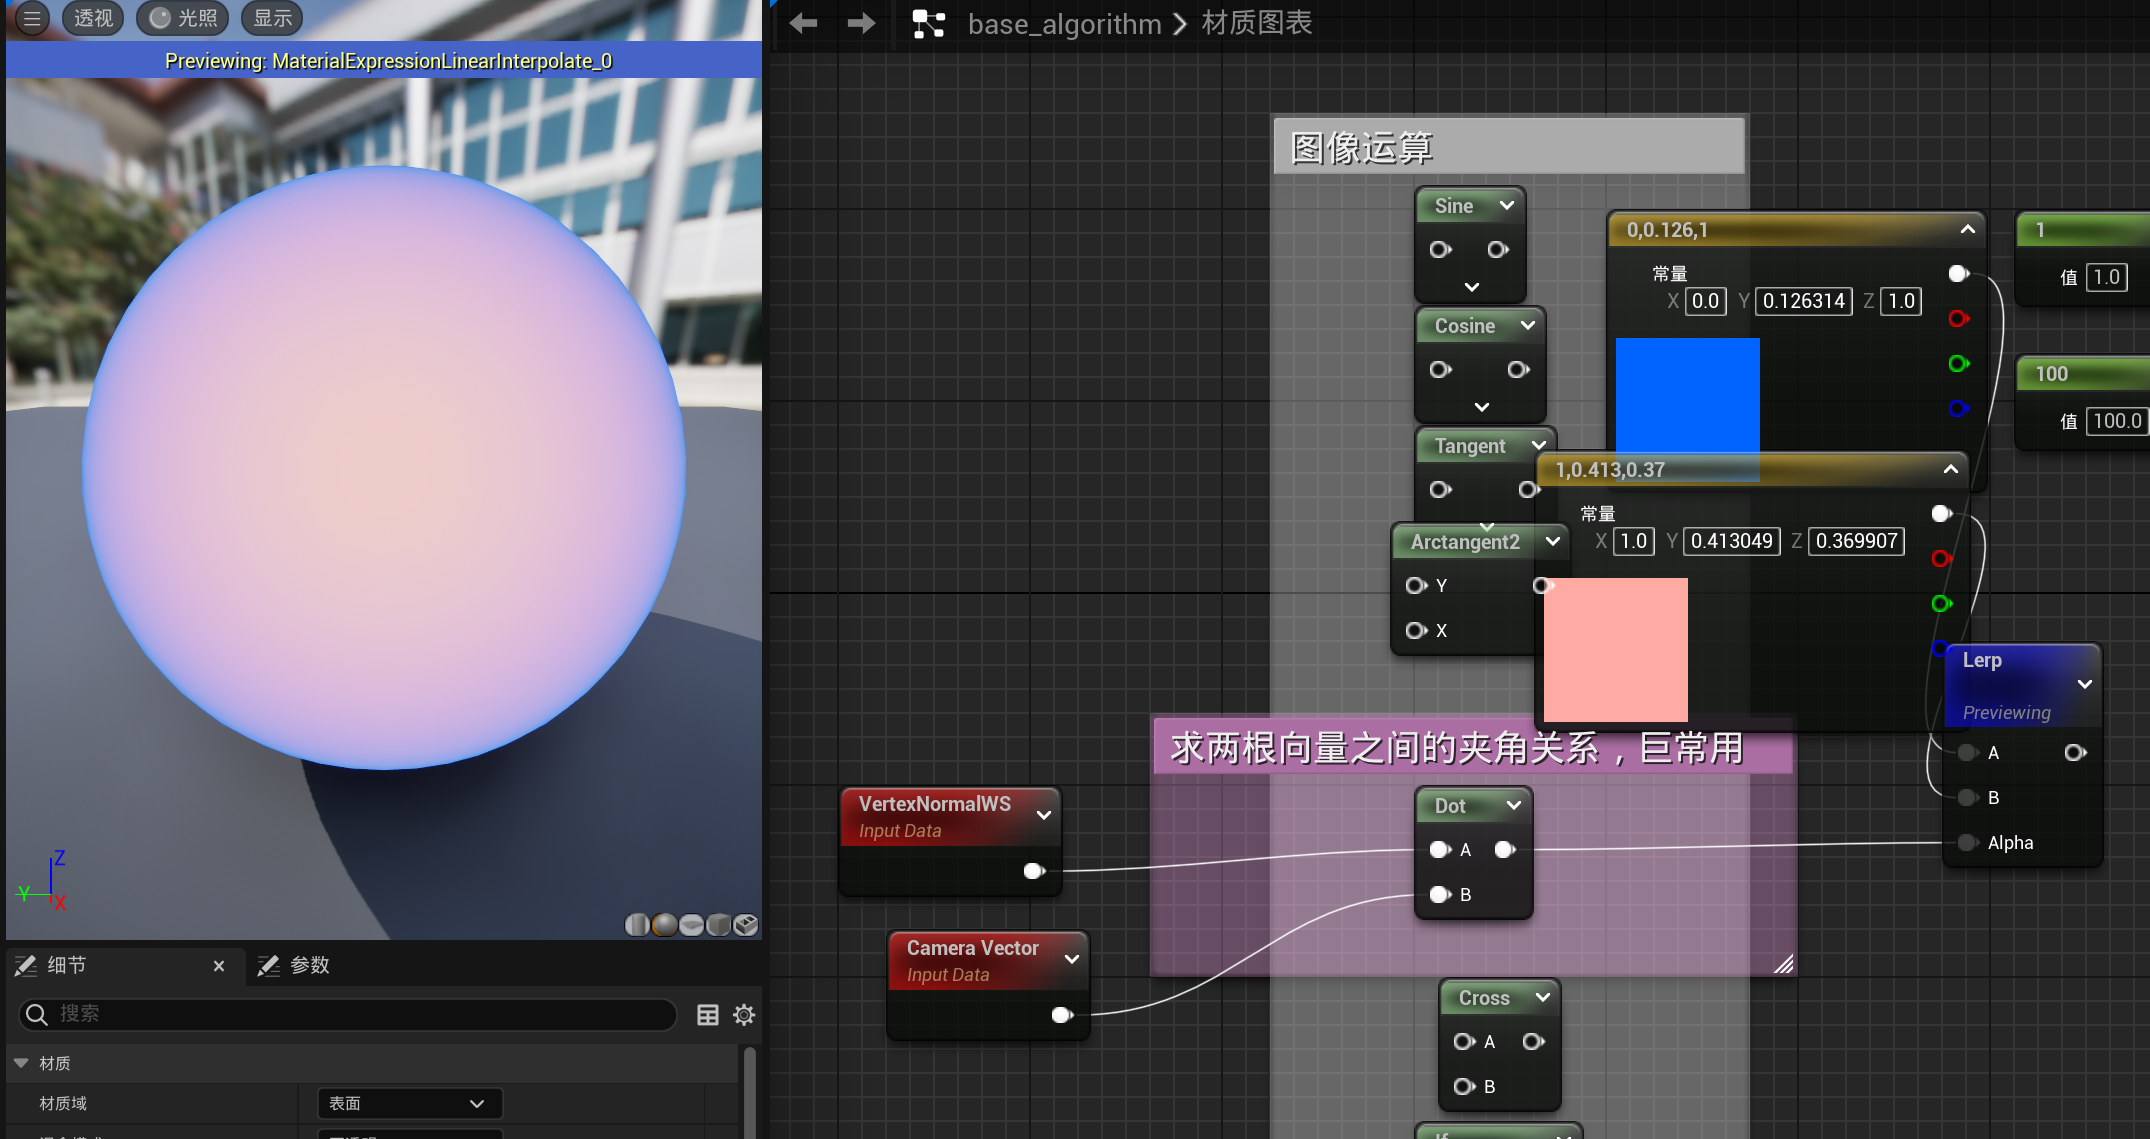 透视
光照
显示
Previewing: MaterialExpressionLinearInterpolate_0
Z
Y
X
细节
参数
搜索
材质
材质域
表面
base_algorithm
材质图表
图像运算
Sine
Cosine
Tangent
Arctangent2
Y
X
0,0.126,1
常量
X 0.0 Y 0.126314 Z 1.0
1,0.413,0.37
常量
X 1.0 Y 0.413049 Z 0.369907
1
值 1.0
100
值 100.0
Lerp
Previewing
A
B
Alpha
求两根向量之间的夹角关系，巨常用
VertexNormalWS
Input Data
Dot
A
B
Camera Vector
Input Data
Cross
A
B